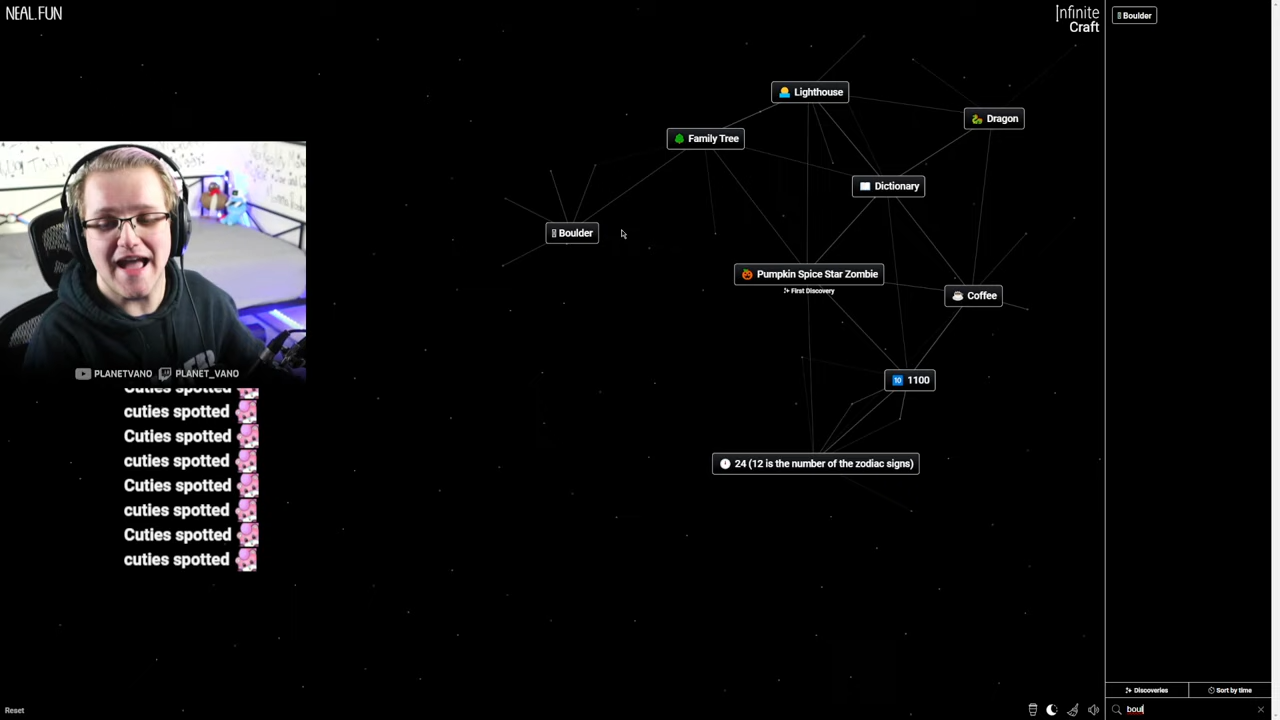 NEAL.FUN
Infinite
Craft
Boulder
Lighthouse
Dragon
Family Tree
Dictionary
Boulder
Pumpkin Spice Star Zombie
First Discovery
Coffee
1100
24 (12 is the number of the zodiac signs)
PLANETVANO PLANET_VANO
Cuties spotted
cuties spotted
Cuties spotted
cuties spotted
Cuties spotted
cuties spotted
Cuties spotted
cuties spotted
Discoveries Sort by time
Reset
boul